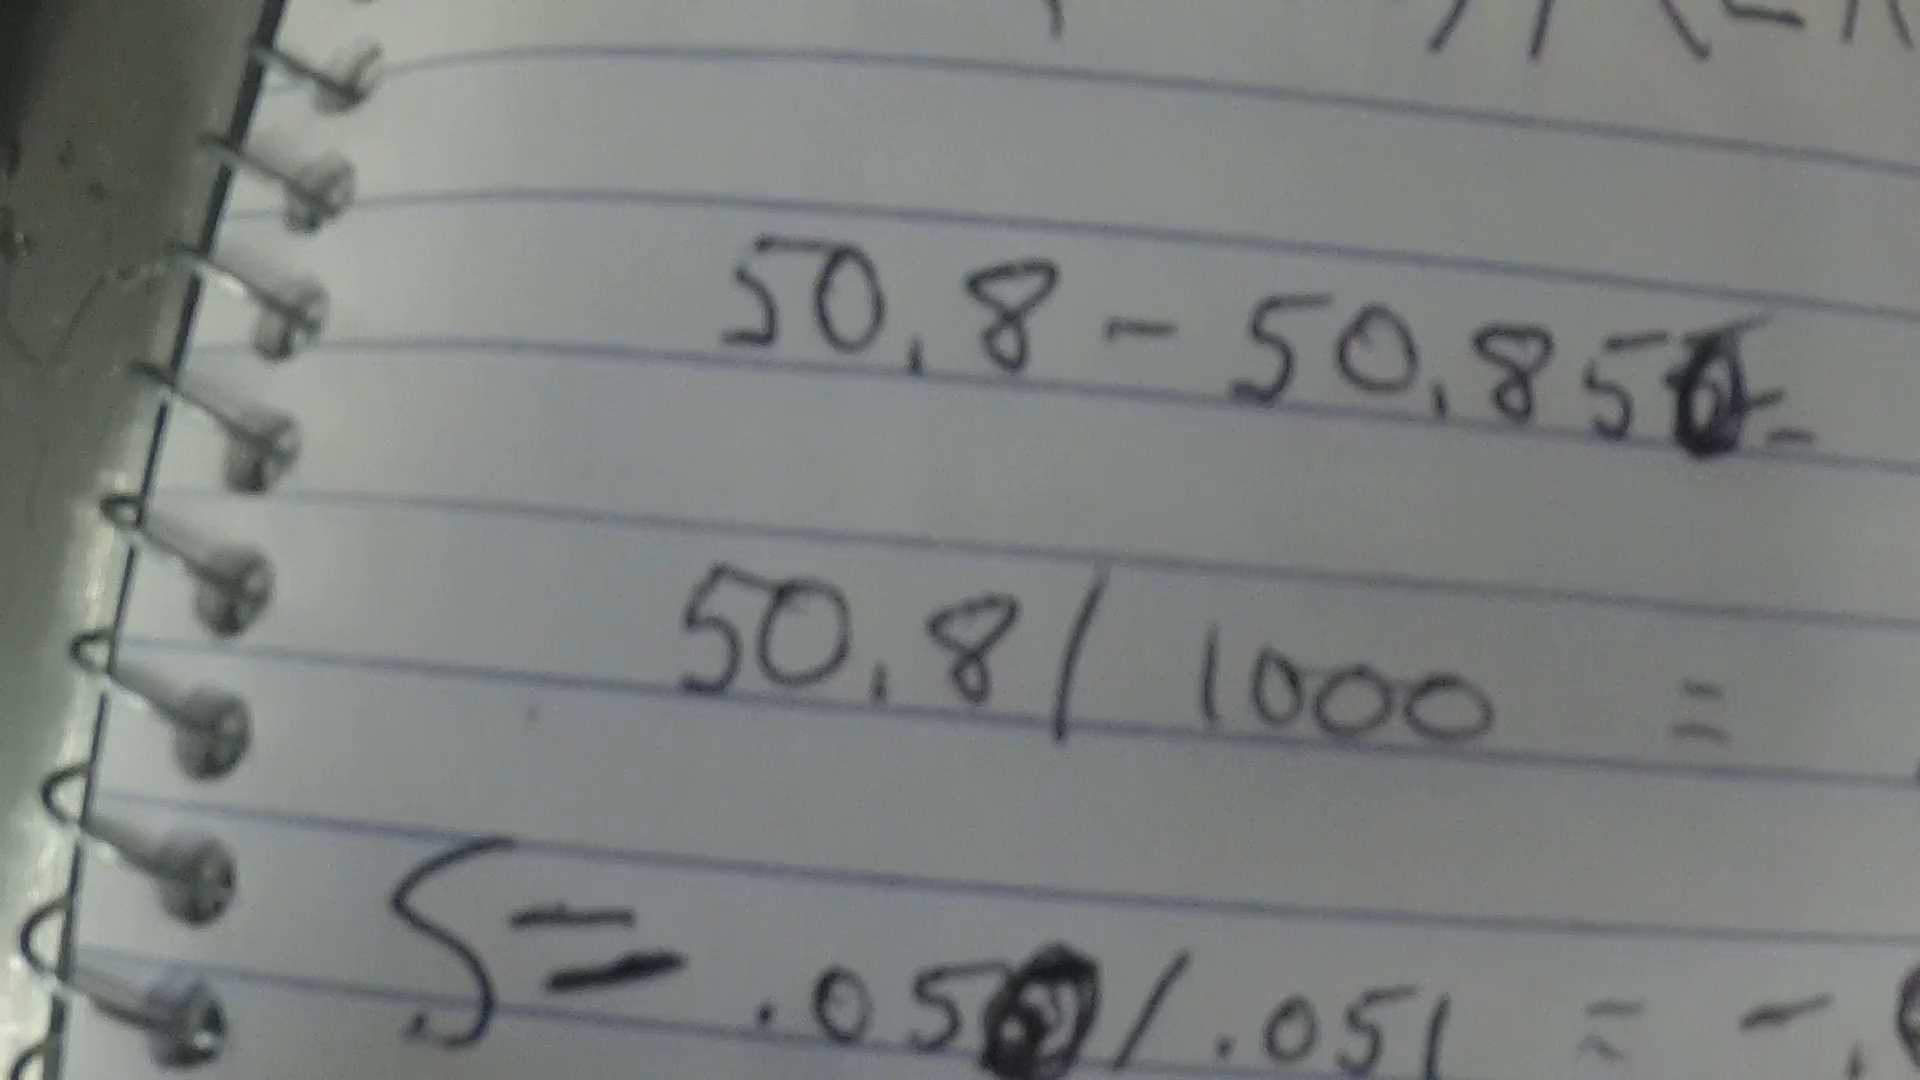 50.8 - 50.85 =
50.8 / 1000 =
S = - .05 / .051 = - .